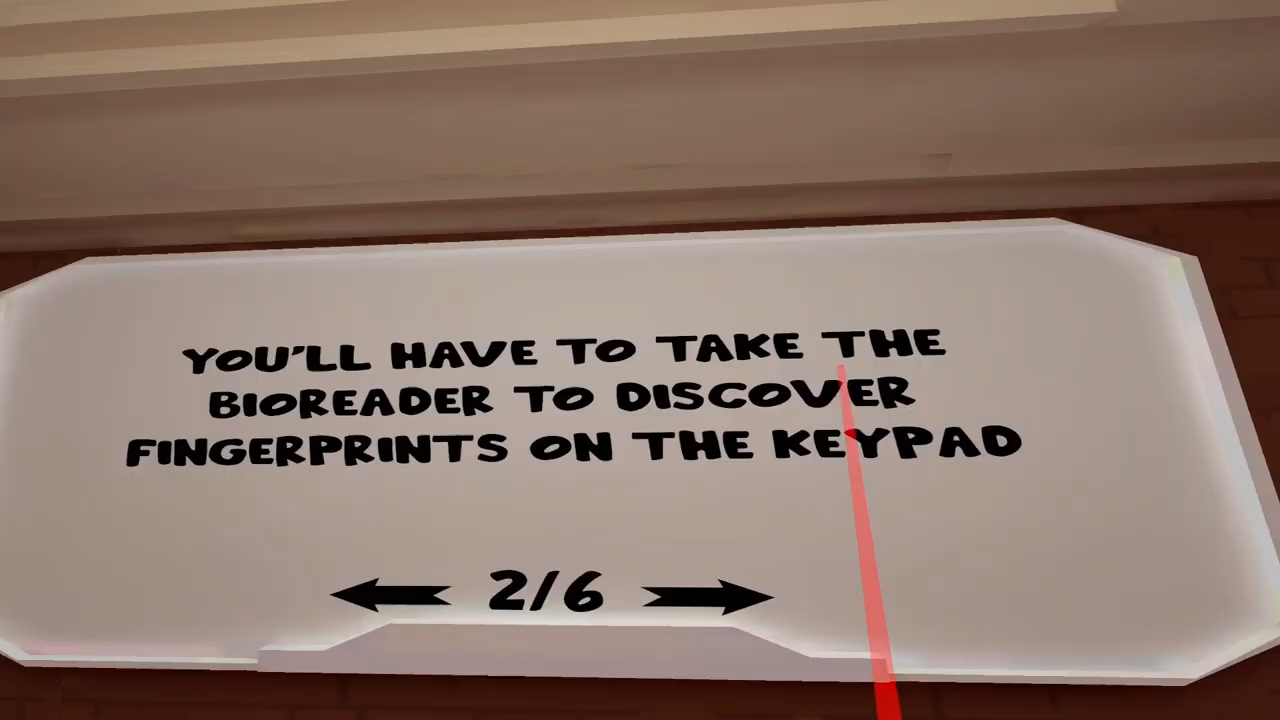 YOU'LL HAVE TO TAKE THE
BIOREADER TO DISCOVER
FINGERPRINTS ON THE KEYPAD
2/6